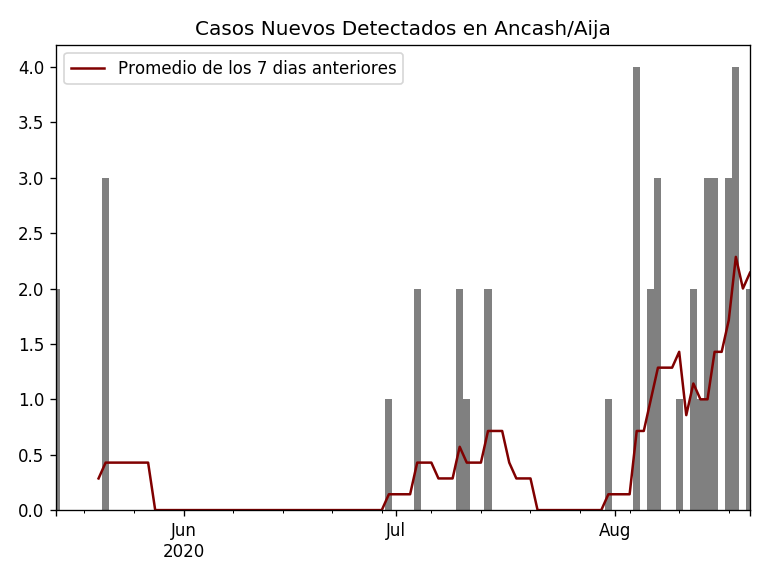 Casos Nuevos Detectados en Ancash/Aija
Promedio de los 7 dias anteriores
4.0
3.5
3.0
2.5
2.0
1.5
1.0
0.5
0.0
Jun
2020
Jul
Aug